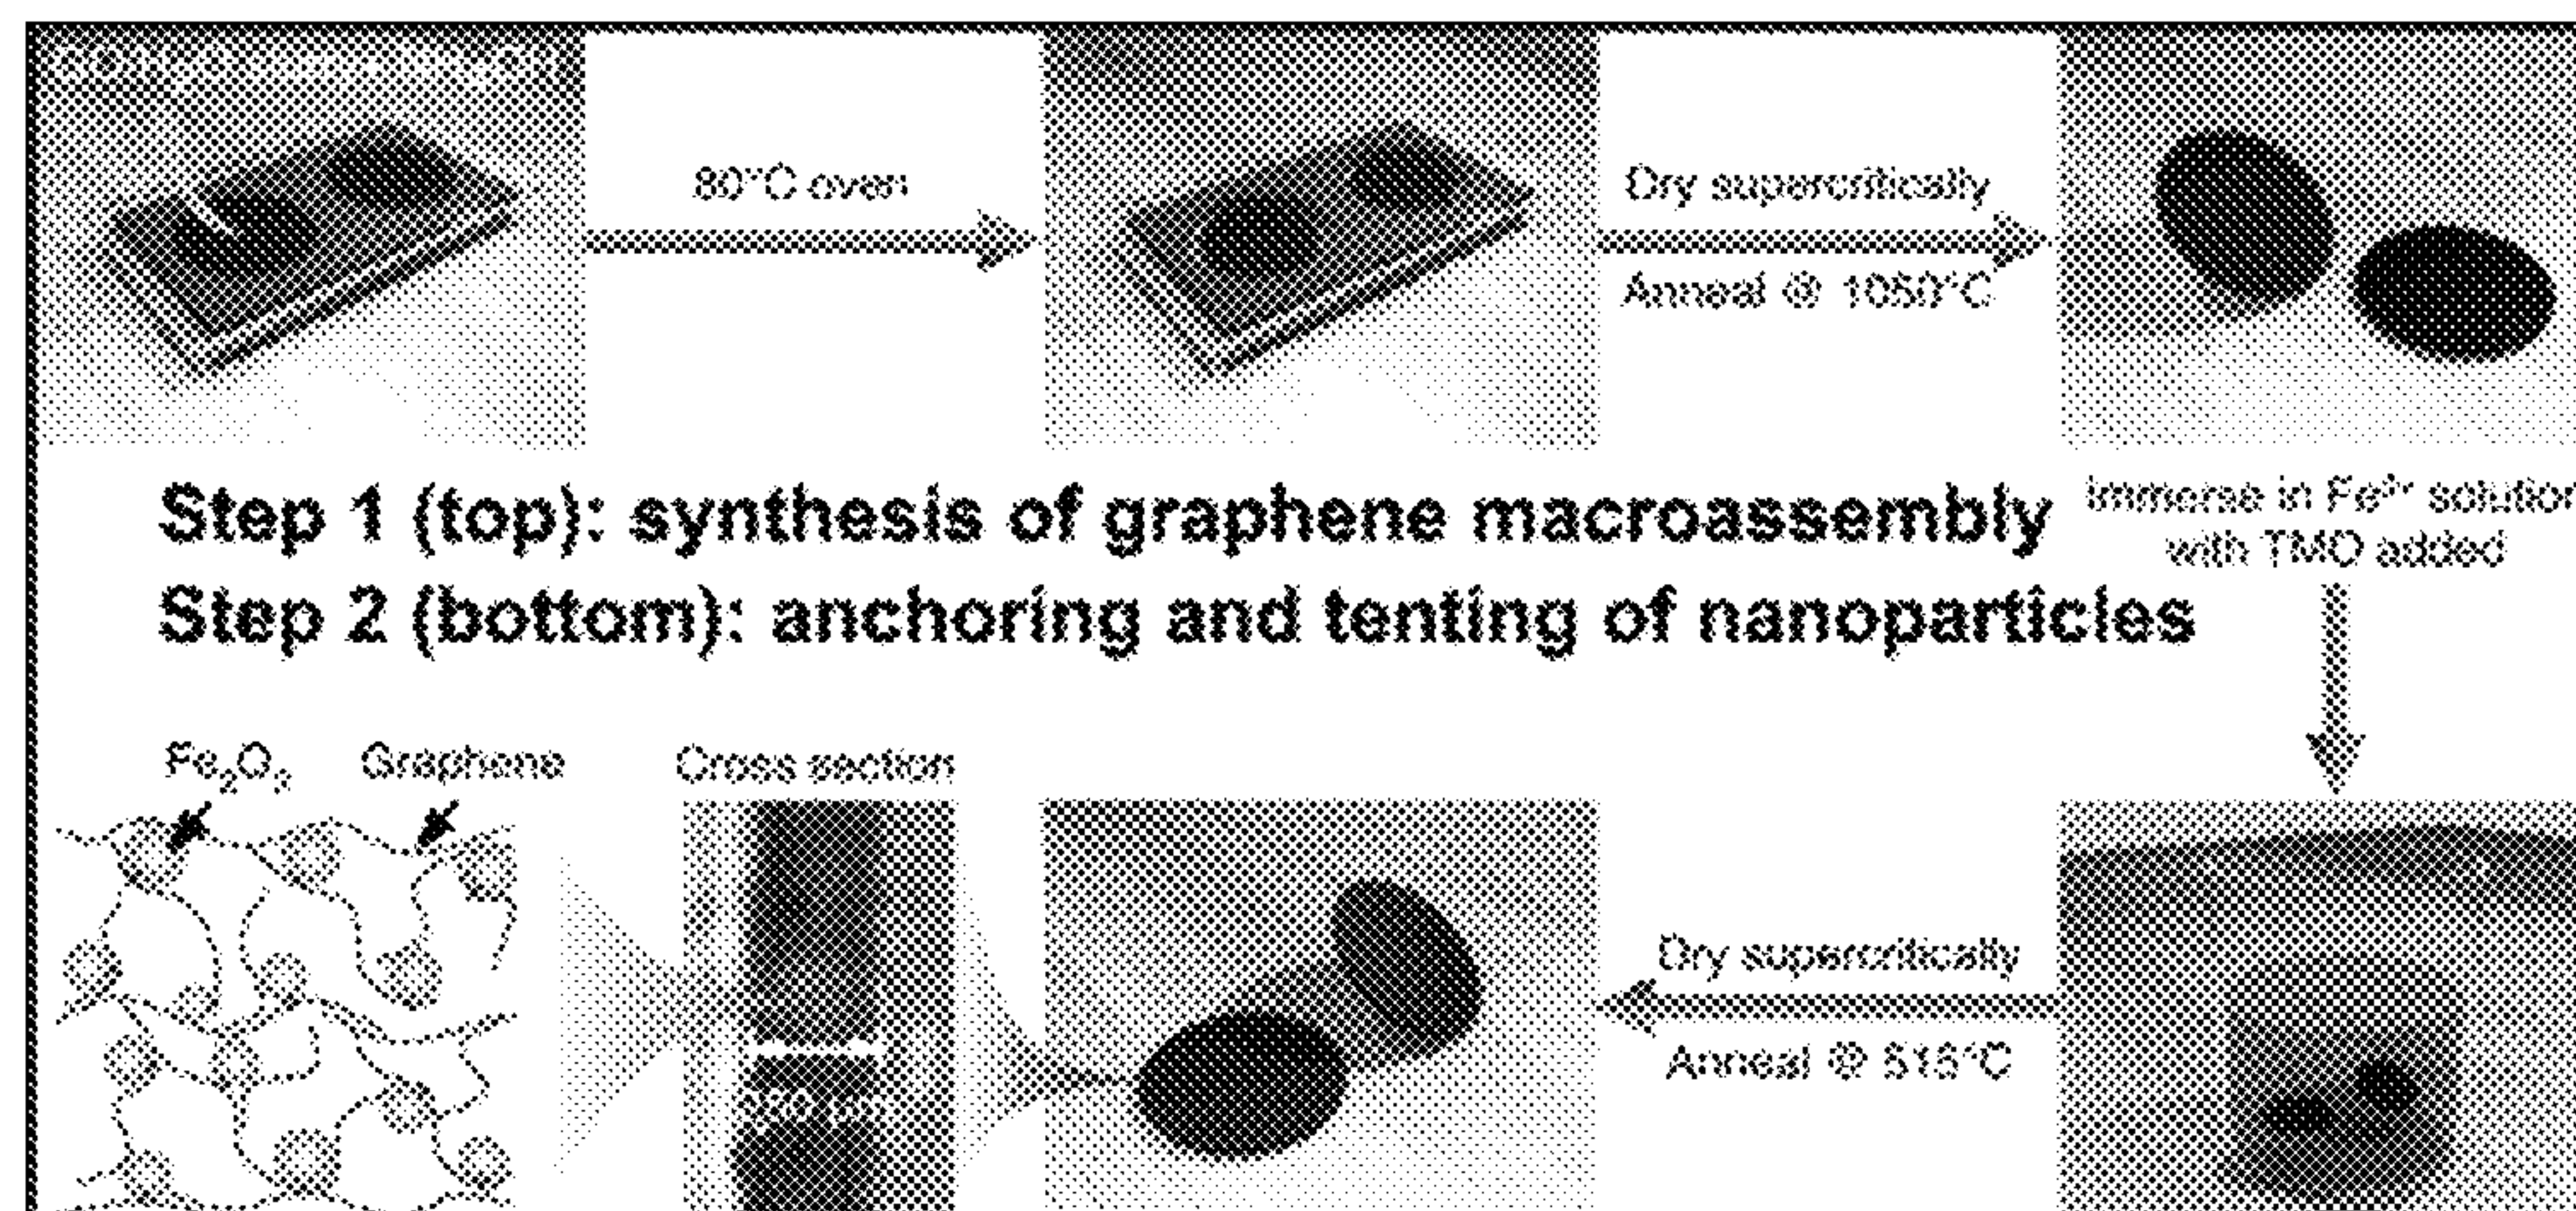 80°C oven
Dry supercritically
Anneal @ 1050°C
Step 1 (top): synthesis of graphene macroassembly
Immerse in solution
with TMO added
Step 2 (bottom): anchoring and tenting of nanoparticles
Fe₂O₃
Graphene
Cross section
Dry supercritically
Anneal @ 515°C